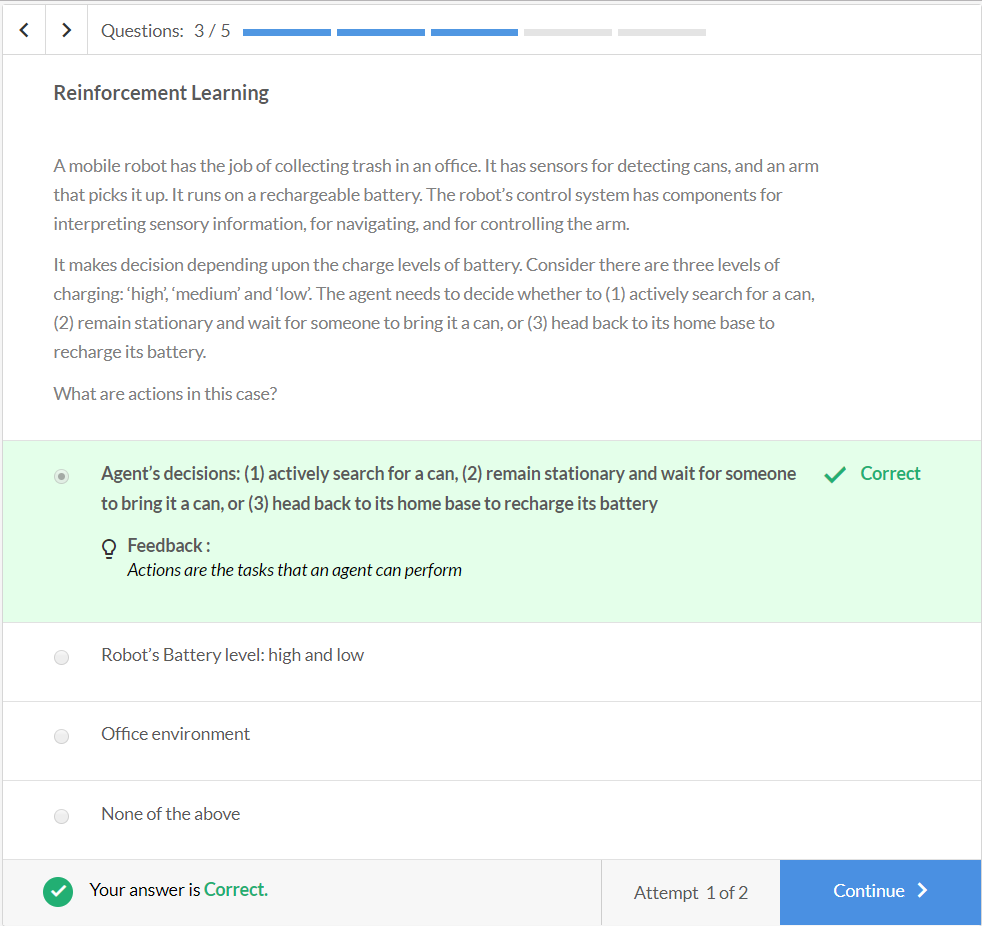 Questions: 3 / 5
Reinforcement Learning
A mobile robot has the job of collecting trash in an office. It has sensors for detecting cans, and an arm
that picks it up. It runs on a rechargeable battery. The robot’s control system has components for
interpreting sensory information, for navigating, and for controlling the arm.
It makes decision depending upon the charge levels of battery. Consider there are three levels of
charging: ‘high’, ‘medium’ and ‘low’. The agent needs to decide whether to (1) actively search for a can,
(2) remain stationary and wait for someone to bring it a can, or (3) head back to its home base to
recharge its battery.
What are actions in this case?
Agent’s decisions: (1) actively search for a can, (2) remain stationary and wait for someone
to bring it a can, or (3) head back to its home base to recharge its battery
Correct
Feedback :
Actions are the tasks that an agent can perform
Robot’s Battery level: high and low
Office environment
None of the above
Your answer is Correct.
Attempt 1 of 2
Continue